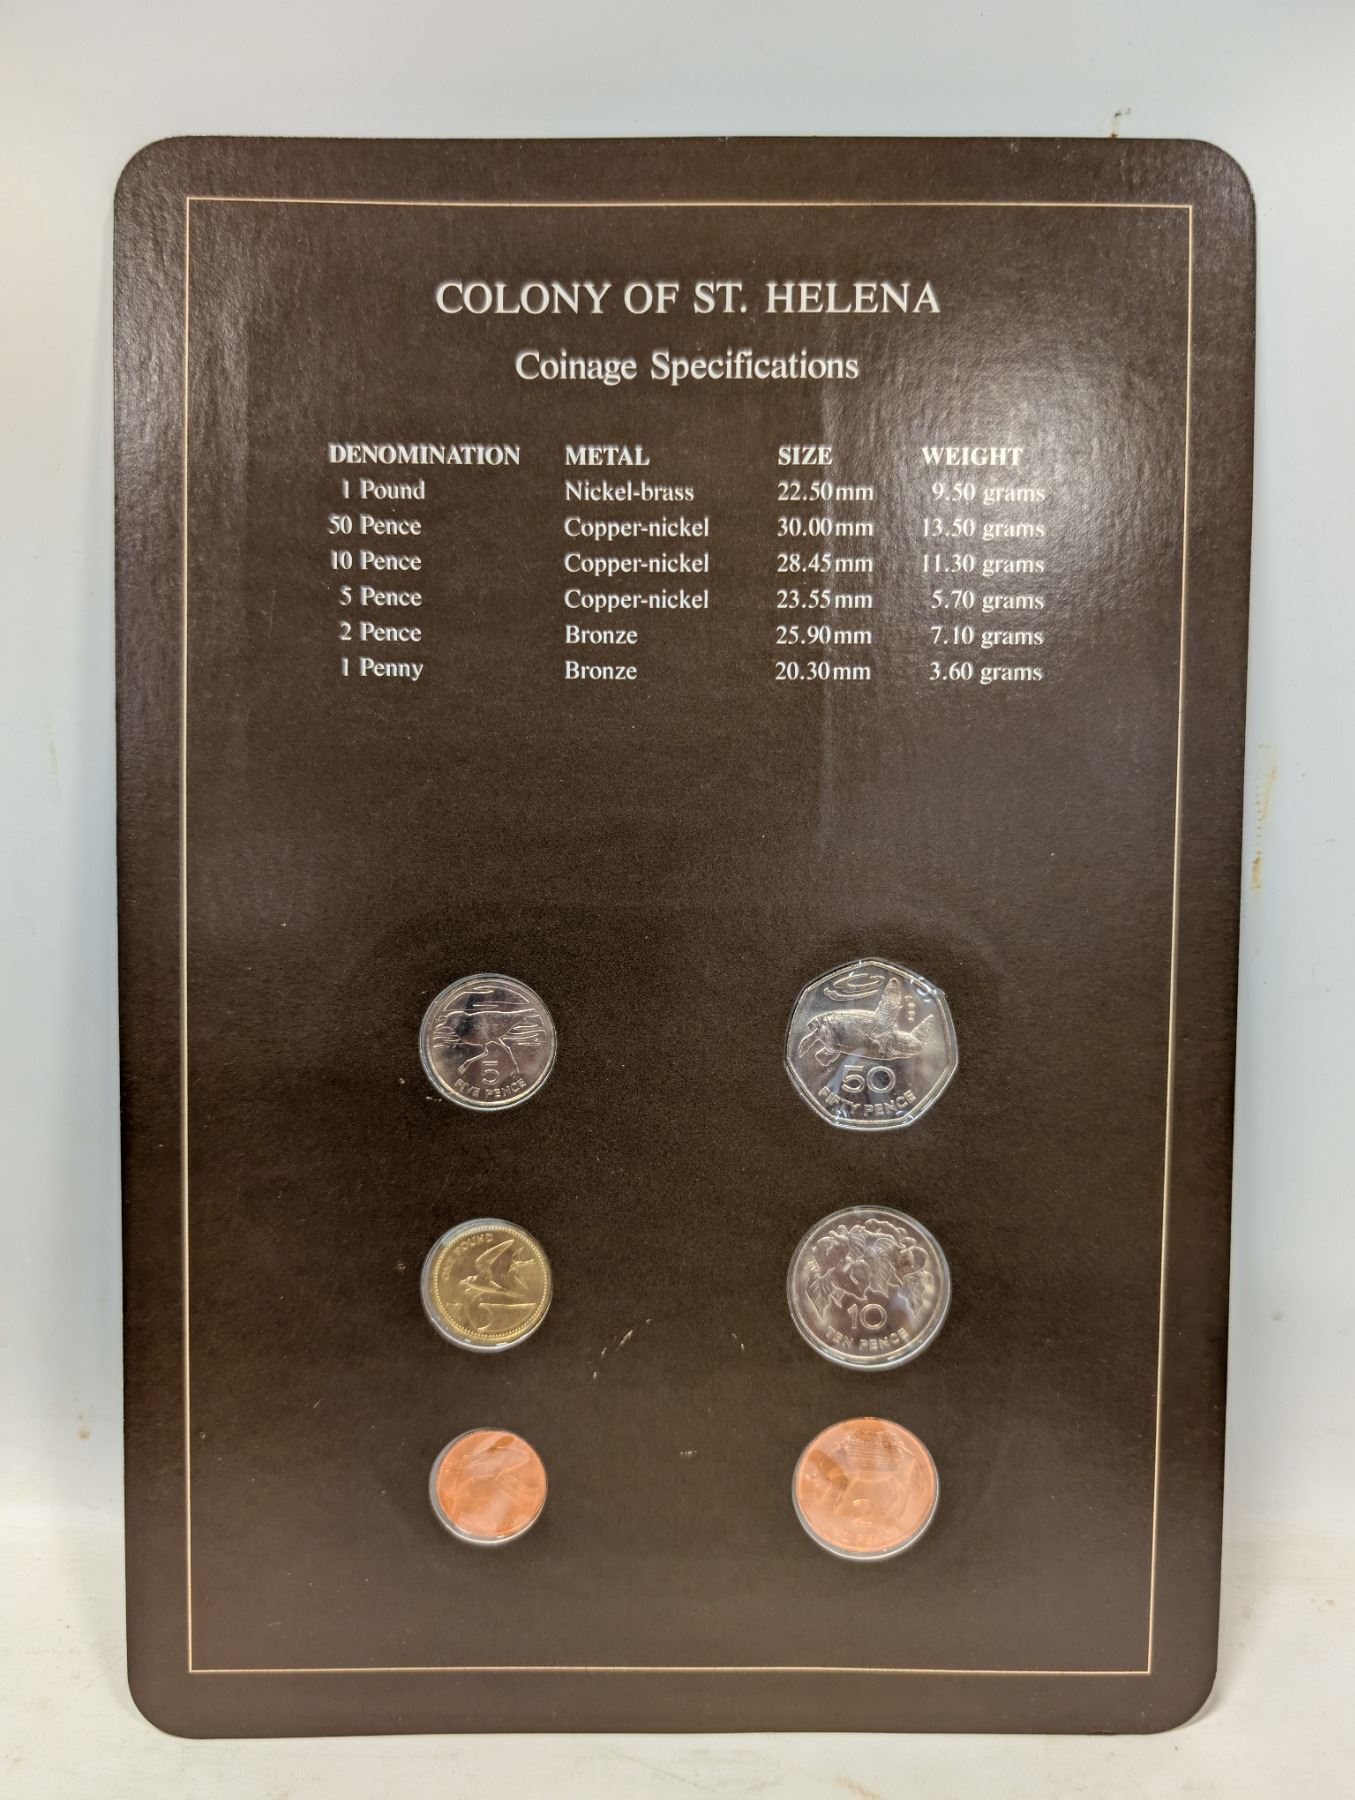 COLONY OF ST. HELENA
Coinage Specifications
DENOMINATION METAL SIZE WEIGHT
1 Pound Nickel-brass 22.50mm 9.50 grams
50 Pence Copper-nickel 30.00mm 13.50 grams
10 Pence Copper-nickel 28.45mm 11.30 grams
5 Pence Copper-nickel 23.55mm 5.70 grams
2 Pence Bronze 25.90mm 7.10 grams
1 Penny Bronze 20.30mm 3.60 grams
5
FIVE PENCE
50
FIFTY PENCE
ONE POUND
10
TEN PENCE
2